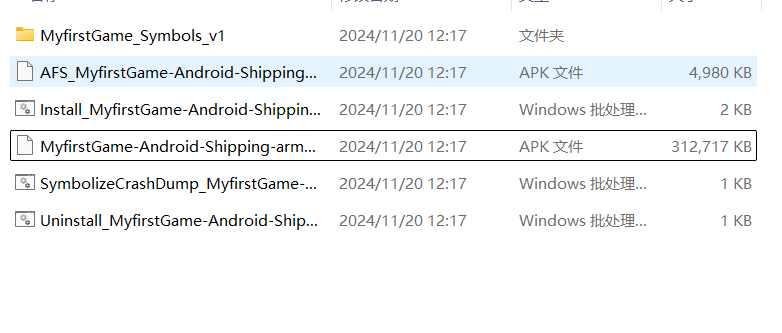 MyfirstGame_Symbols_v1 2024/11/20 12:17 文件夹
AFS_MyfirstGame-Android-Shipping... 2024/11/20 12:17 APK 文件 4,980 KB
Install_MyfirstGame-Android-Shippin... 2024/11/20 12:17 Windows 批处理... 2 KB
MyfirstGame-Android-Shipping-arm... 2024/11/20 12:17 APK 文件 312,717 KB
SymbolizeCrashDump_MyfirstGame-... 2024/11/20 12:17 Windows 批处理... 1 KB
Uninstall_MyfirstGame-Android-Ship... 2024/11/20 12:17 Windows 批处理... 1 KB